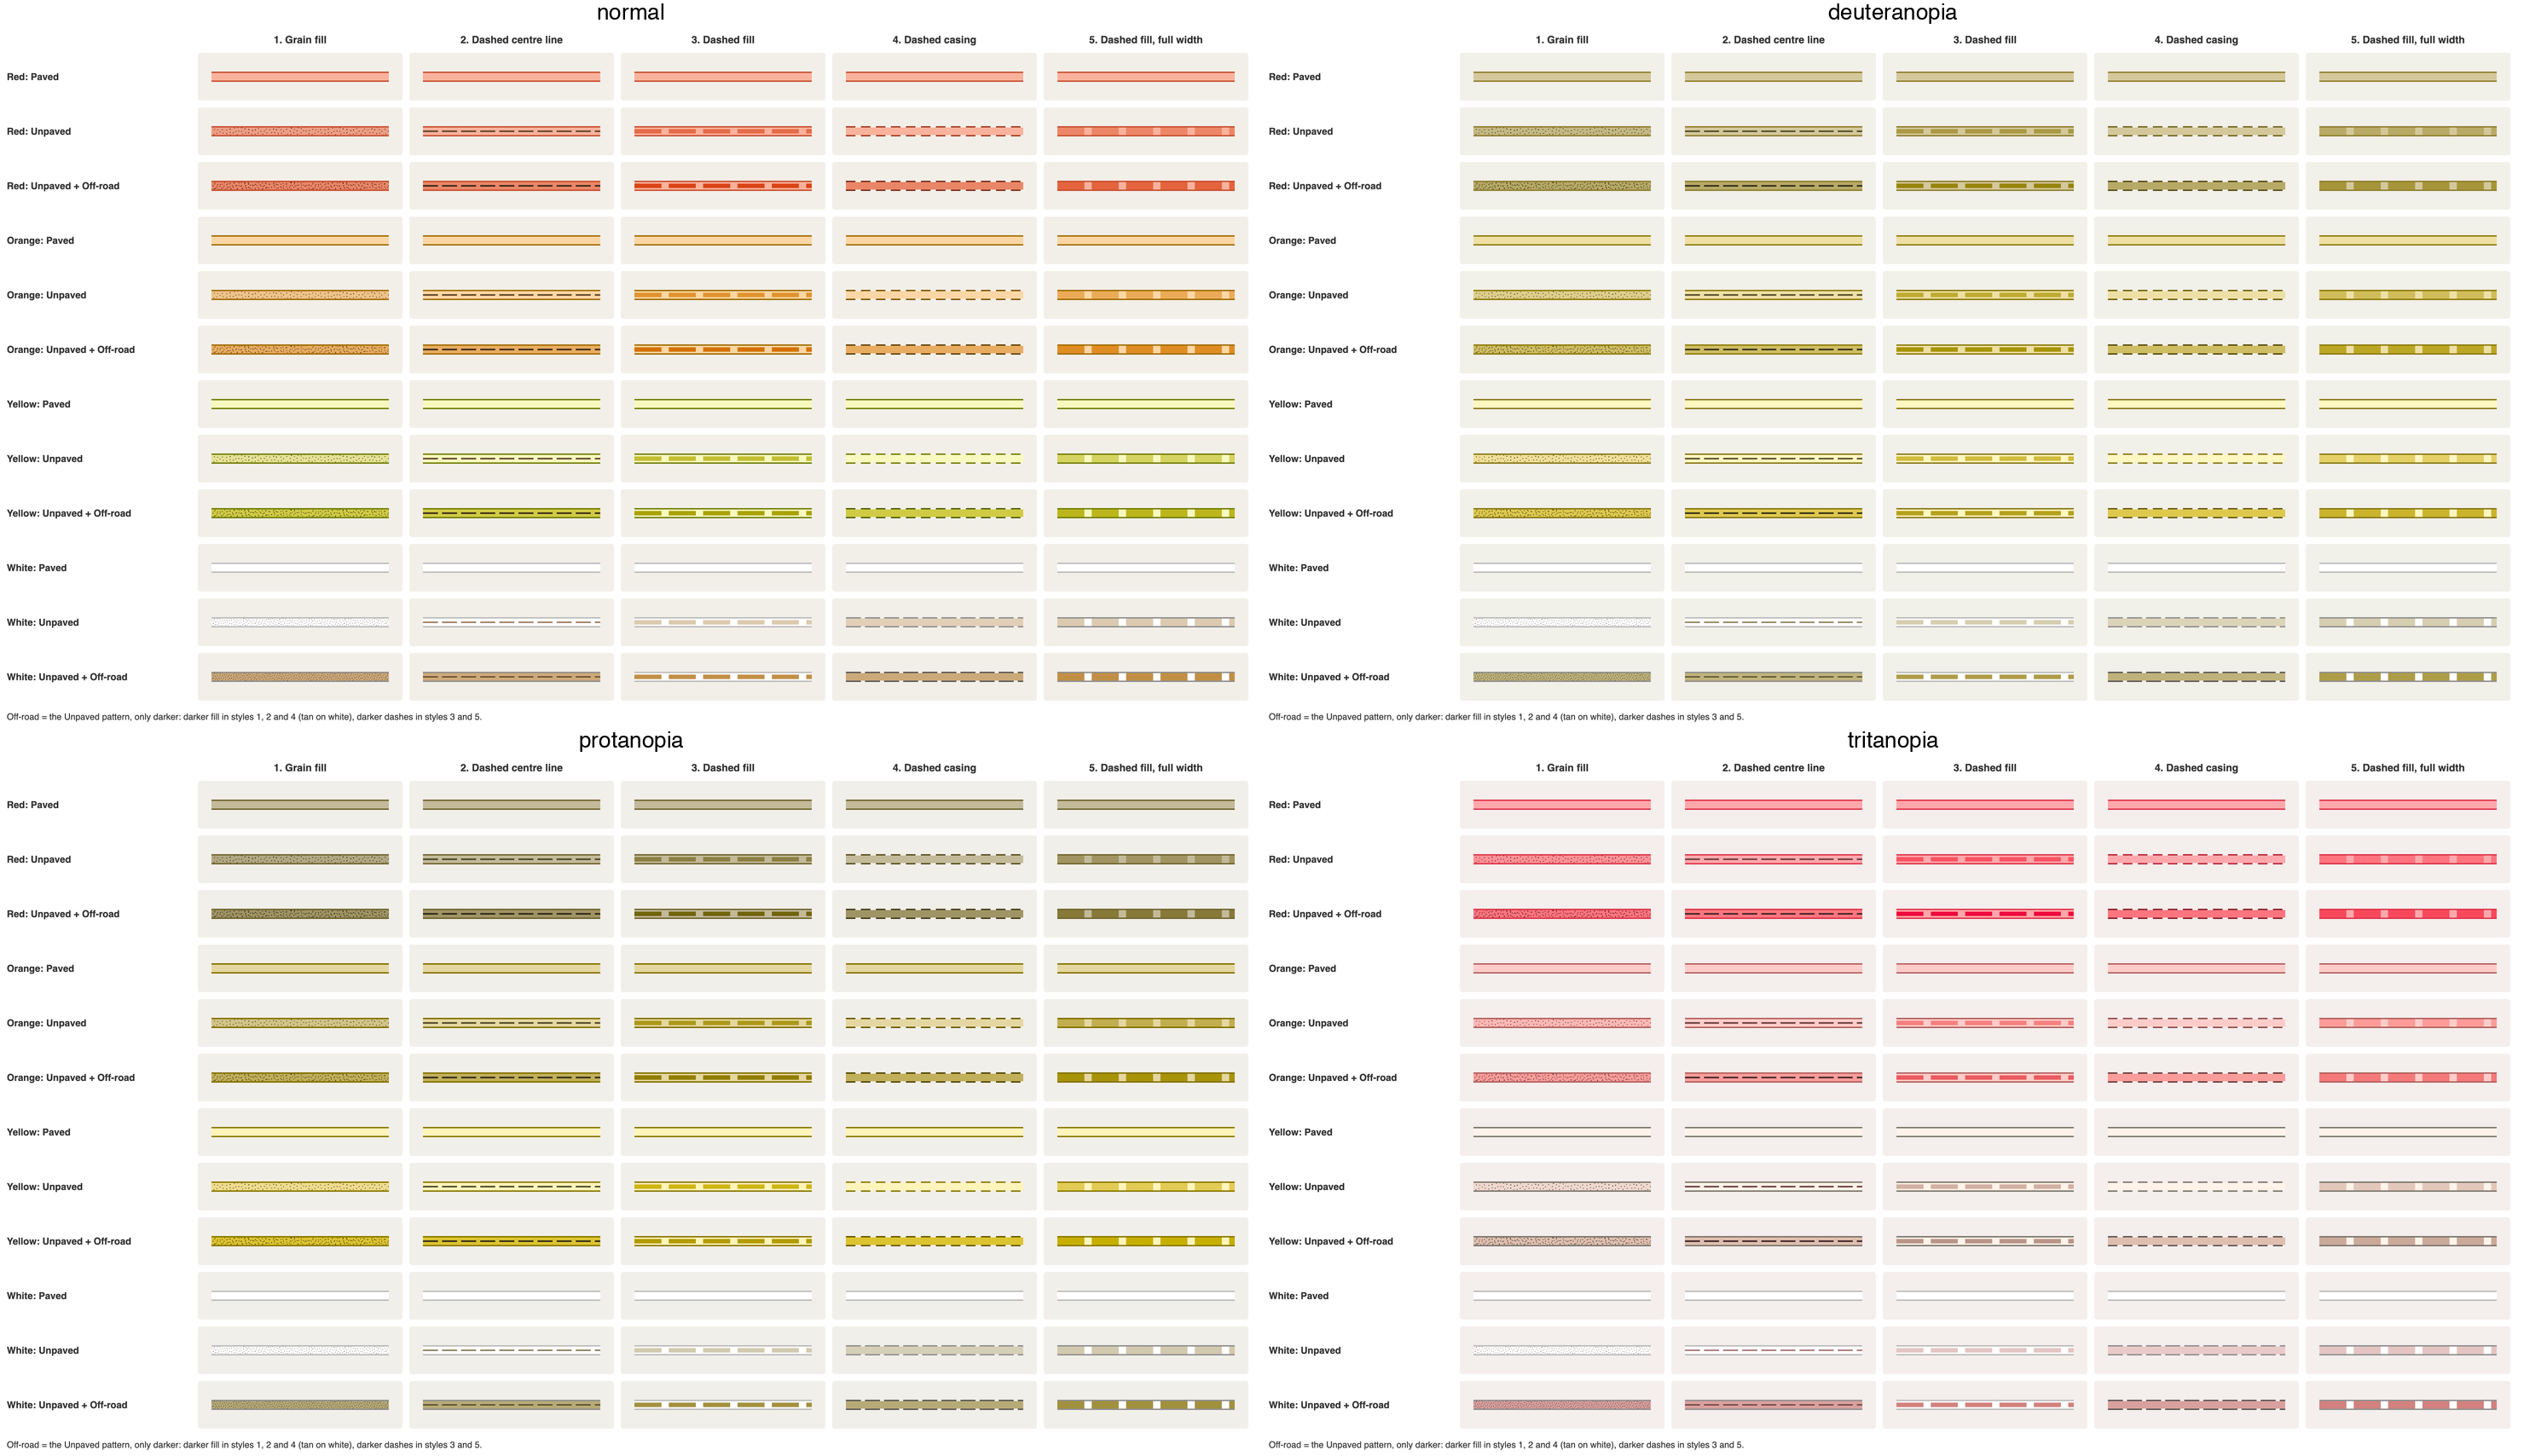 normal
1. Grain fill 2. Dashed centre line 3. Dashed fill 4. Dashed casing 5. Dashed fill, full width
Red: Paved
Red: Unpaved
Red: Unpaved + Off-road
Orange: Paved
Orange: Unpaved
Orange: Unpaved + Off-road
Yellow: Paved
Yellow: Unpaved
Yellow: Unpaved + Off-road
White: Paved
White: Unpaved
White: Unpaved + Off-road
Off-road = the Unpaved pattern, only darker: darker fill in styles 1, 2 and 4 (tan on white), darker dashes in styles 3 and 5.
deuteranopia
1. Grain fill 2. Dashed centre line 3. Dashed fill 4. Dashed casing 5. Dashed fill, full width
Red: Paved
Red: Unpaved
Red: Unpaved + Off-road
Orange: Paved
Orange: Unpaved
Orange: Unpaved + Off-road
Yellow: Paved
Yellow: Unpaved
Yellow: Unpaved + Off-road
White: Paved
White: Unpaved
White: Unpaved + Off-road
Off-road = the Unpaved pattern, only darker: darker fill in styles 1, 2 and 4 (tan on white), darker dashes in styles 3 and 5.
protanopia
1. Grain fill 2. Dashed centre line 3. Dashed fill 4. Dashed casing 5. Dashed fill, full width
Red: Paved
Red: Unpaved
Red: Unpaved + Off-road
Orange: Paved
Orange: Unpaved
Orange: Unpaved + Off-road
Yellow: Paved
Yellow: Unpaved
Yellow: Unpaved + Off-road
White: Paved
White: Unpaved
White: Unpaved + Off-road
Off-road = the Unpaved pattern, only darker: darker fill in styles 1, 2 and 4 (tan on white), darker dashes in styles 3 and 5.
tritanopia
1. Grain fill 2. Dashed centre line 3. Dashed fill 4. Dashed casing 5. Dashed fill, full width
Red: Paved
Red: Unpaved
Red: Unpaved + Off-road
Orange: Paved
Orange: Unpaved
Orange: Unpaved + Off-road
Yellow: Paved
Yellow: Unpaved
Yellow: Unpaved + Off-road
White: Paved
White: Unpaved
White: Unpaved + Off-road
Off-road = the Unpaved pattern, only darker: darker fill in styles 1, 2 and 4 (tan on white), darker dashes in styles 3 and 5.